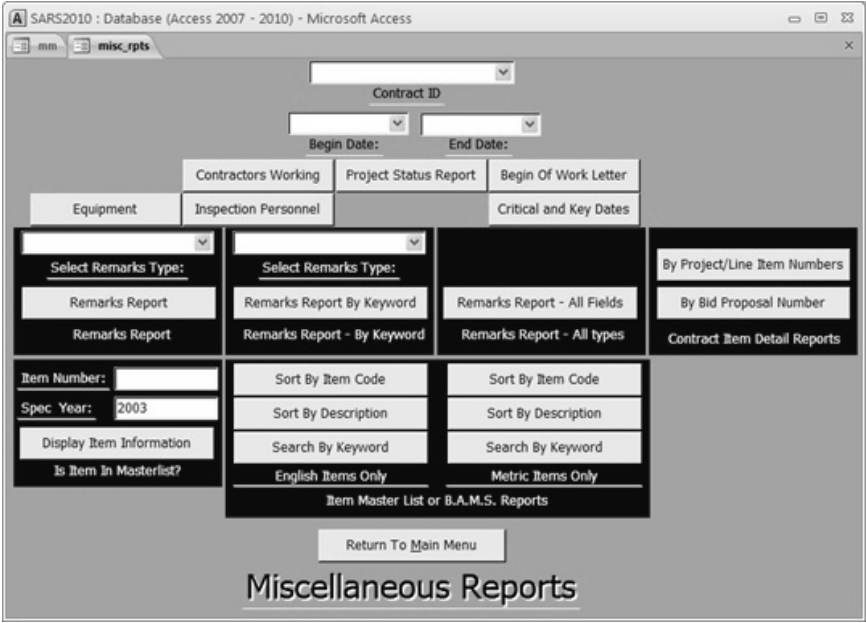 SARS2010 : Database (Access 2007 - 2010) - Microsoft Access
mm misc_rpts
Contract ID
Begin Date: End Date:
Contractors Working Project Status Report Begin Of Work Letter
Equipment Inspection Personnel Critical and Key Dates
Select Remarks Type: Select Remarks Type:
By Project/Line Item Numbers
Remarks Report Remarks Report By Keyword Remarks Report - All Fields By Bid Proposal Number
Remarks Report Remarks Report - By Keyword Remarks Report - All types Contract Item Detail Reports
Item Number: Sort By Item Code Sort By Item Code
Spec Year: 2003 Sort By Description Sort By Description
Display Item Information Search By Keyword Search By Keyword
Is Item In Masterlist? English Items Only Metric Items Only
Item Master List or B.A.M.S. Reports
Return To Main Menu
Miscellaneous Reports